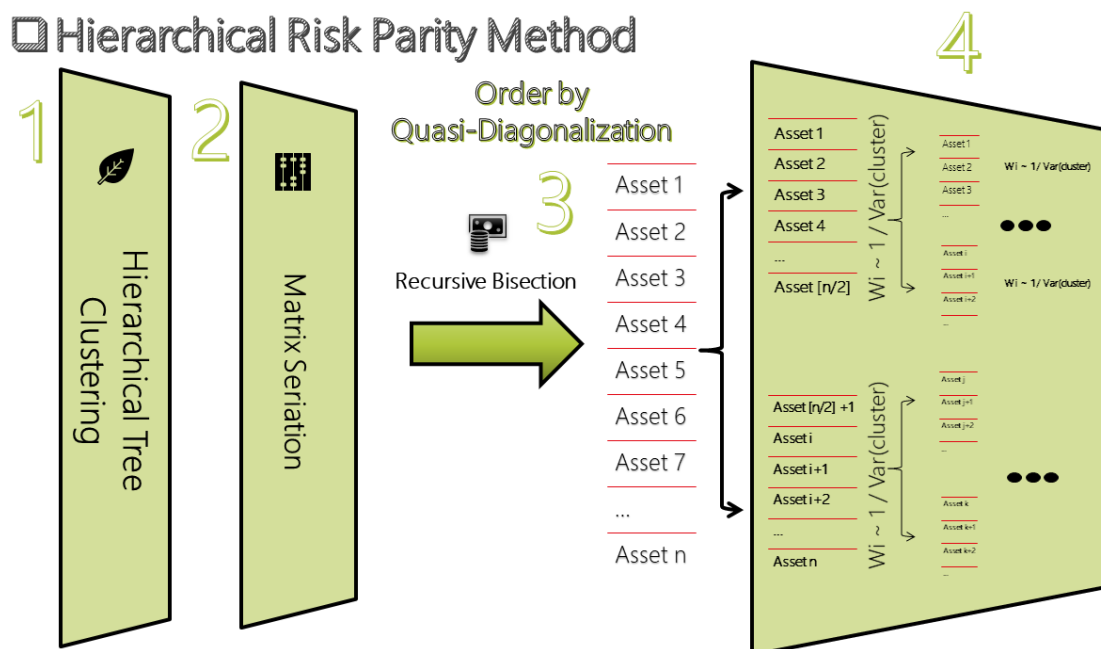 Hierarchical Risk Parity Method
1
Hierarchical Tree
Clustering
2
Matrix Seriation
Order by
Quasi-Diagonalization
3
Recursive Bisection
Asset 1
Asset 2
Asset 3
Asset 4
Asset 5
Asset 6
Asset 7
...
Asset n
4
Asset 1
Asset 2
Asset 3
Asset 4
...
Asset [n/2]
Wi ~ 1 / Var(cluster)
Asset 1
Asset 2
Asset 3
...
Wi ~ 1/ Var(cluster)
Asset i
Asset i+1
Asset i+2
...
Wi ~ 1/ Var(cluster)
Asset [n/2] +1
Asset i
Asset i+1
Asset i+2
...
Asset n
Wi ~ 1 / Var(cluster)
Asset j
Asset j+1
Asset j+2
...
Asset k
Asset k+1
Asset k+2
...